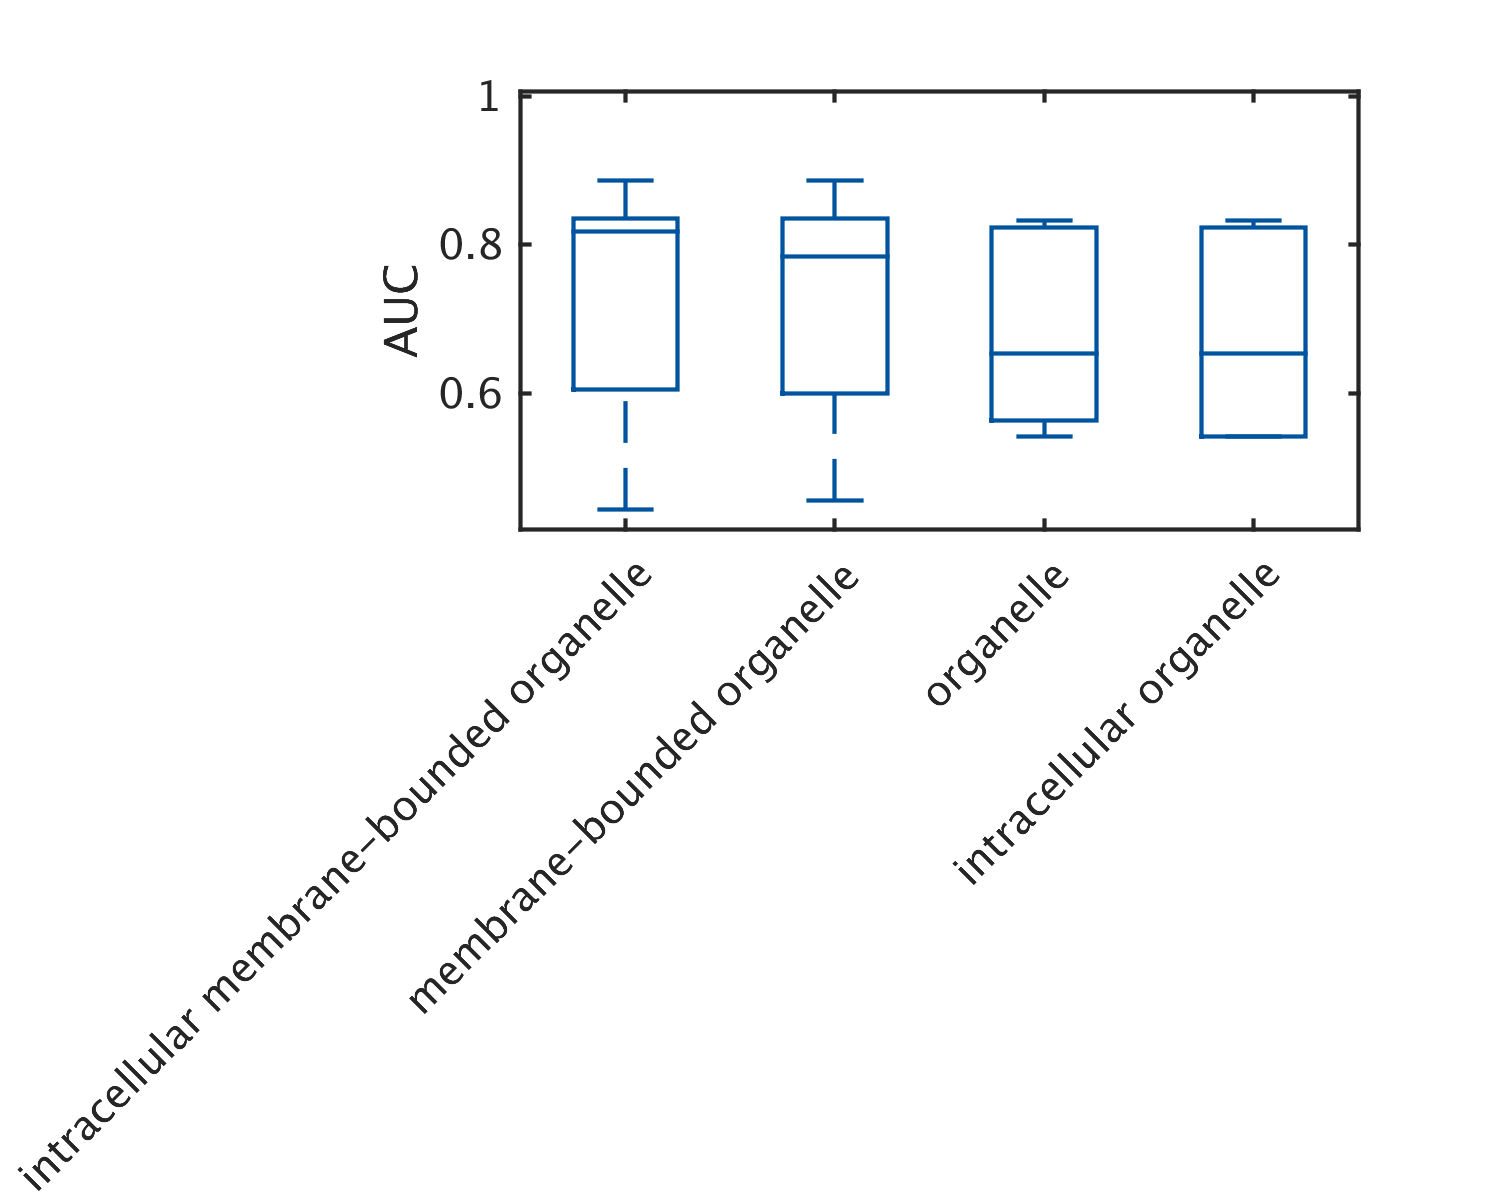 1
0.8
0.6
AUC
intracellular membrane–bounded organelle
membrane–bounded organelle
organelle
intracellular organelle